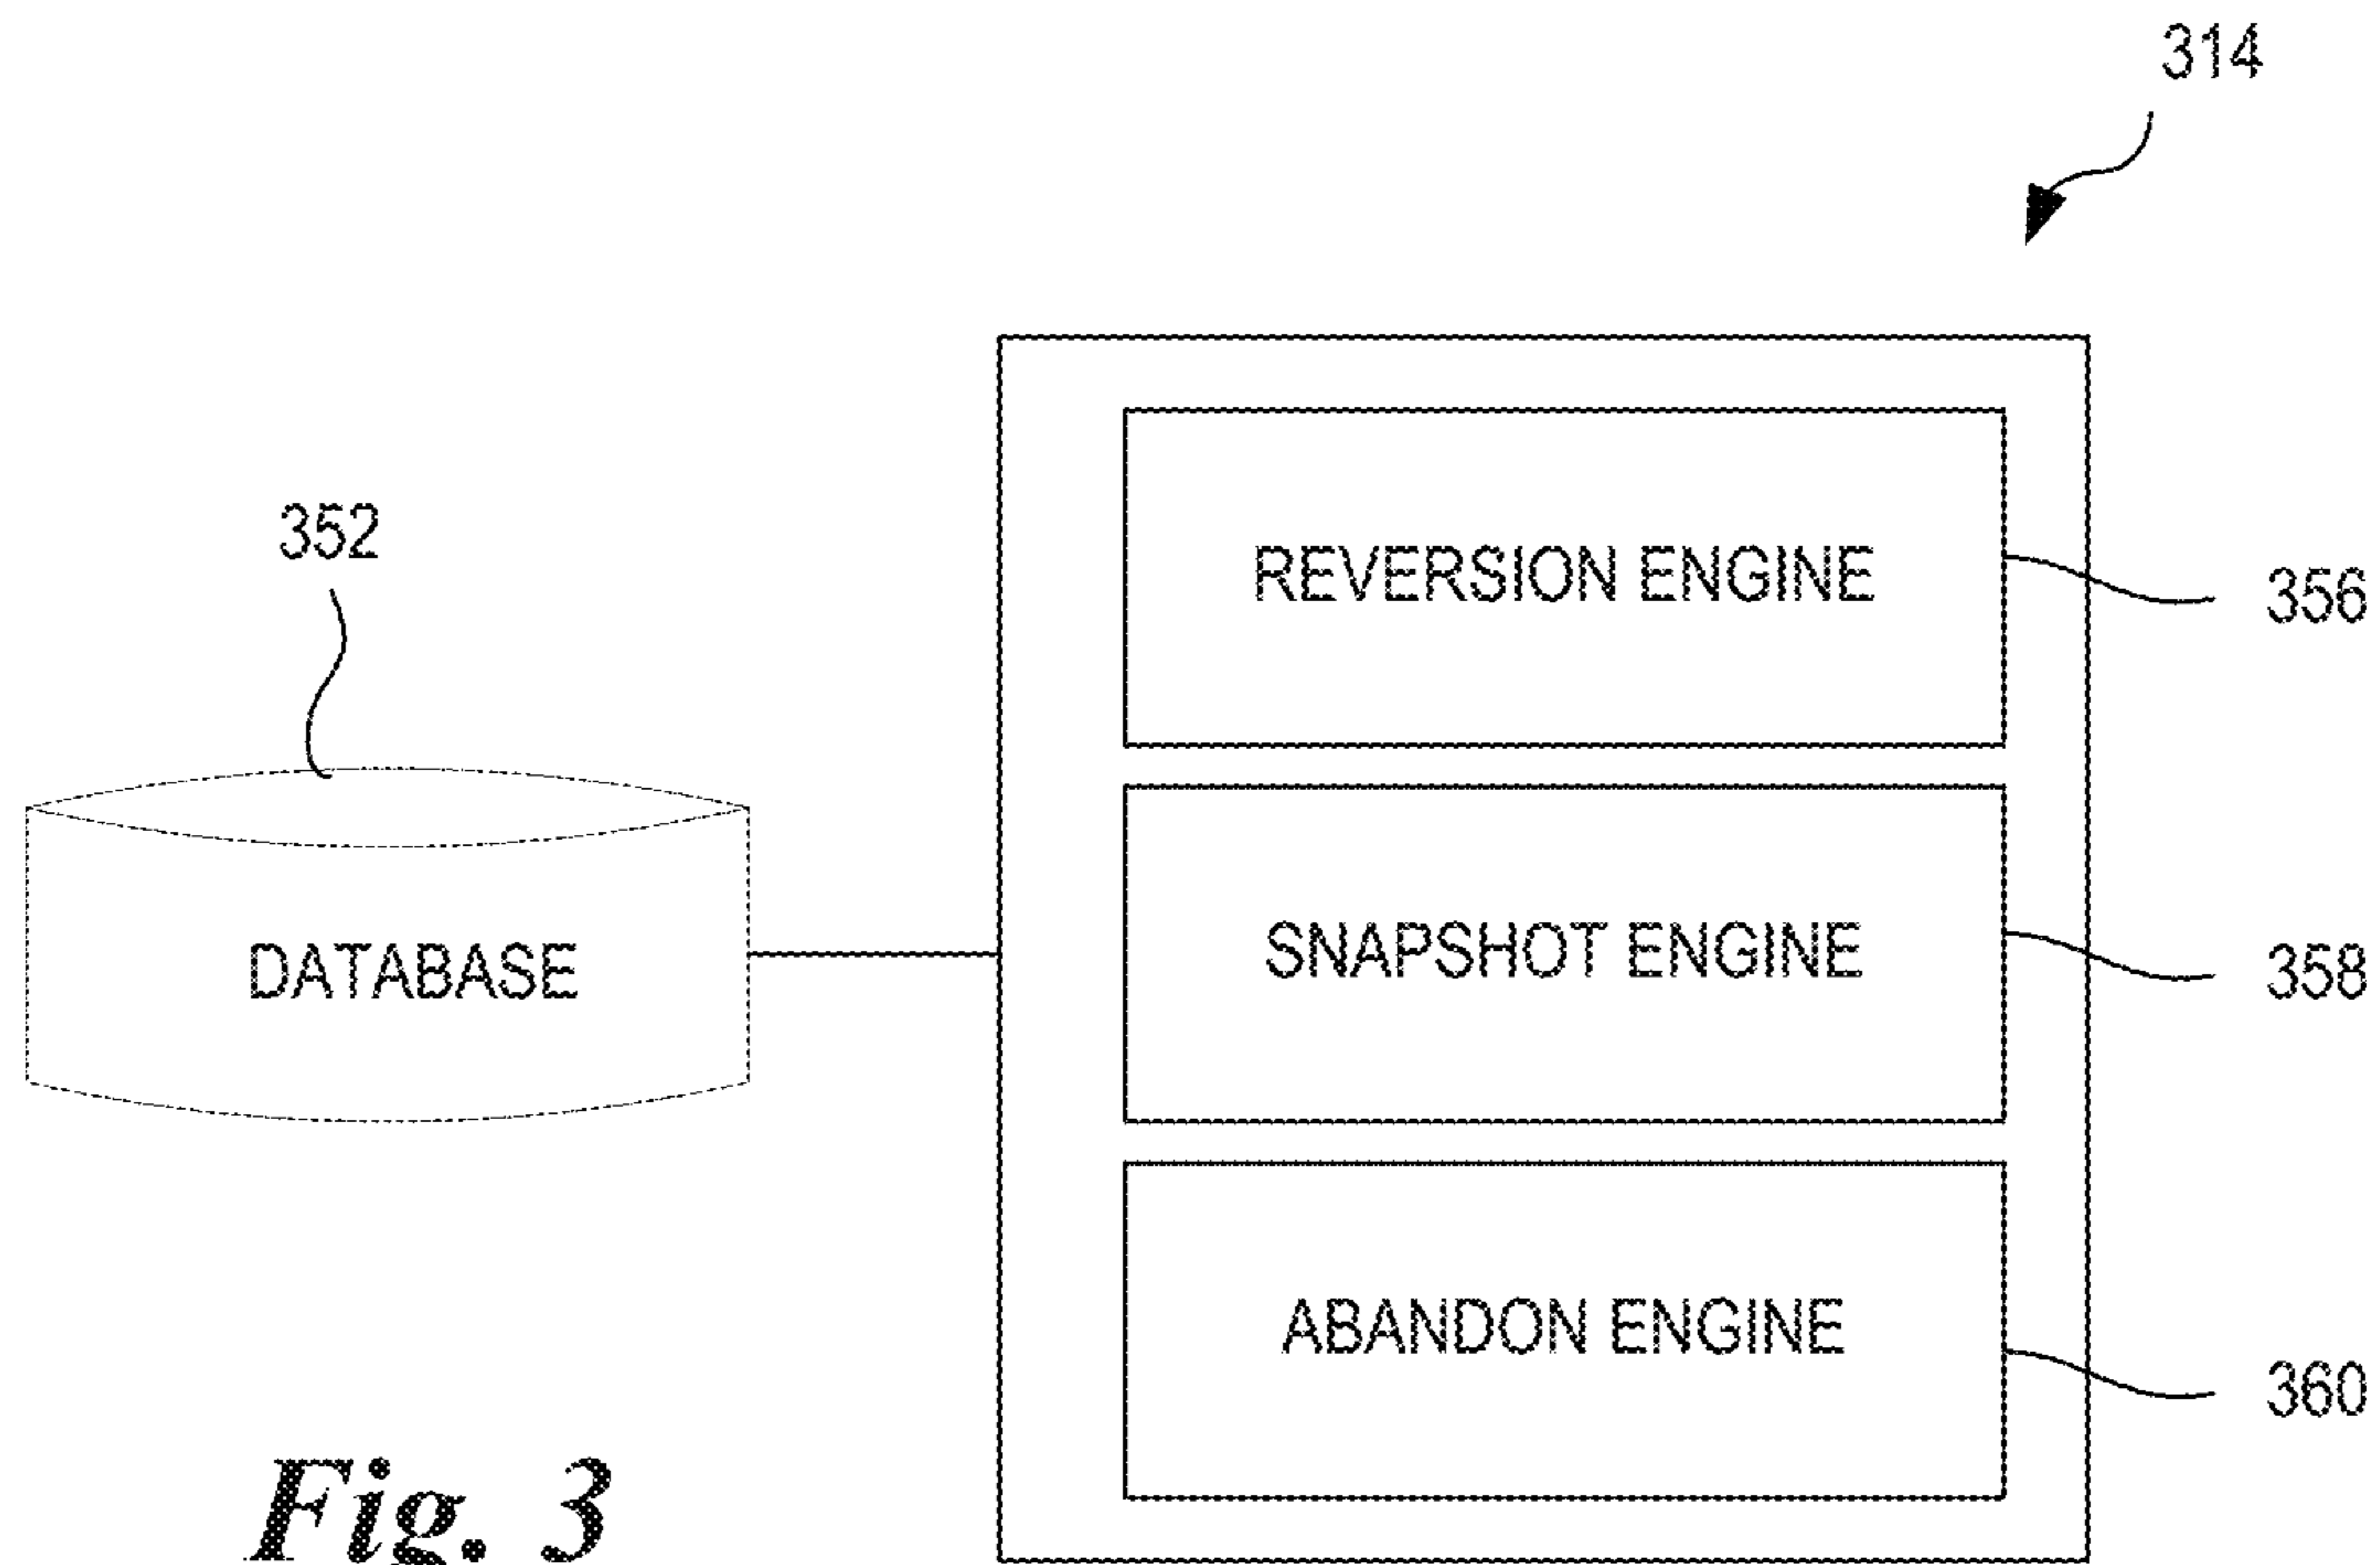 314
352
REVERSION ENGINE
356
DATABASE
SNAPSHOT ENGINE
358
ABANDON ENGINE
360
Fig. 3